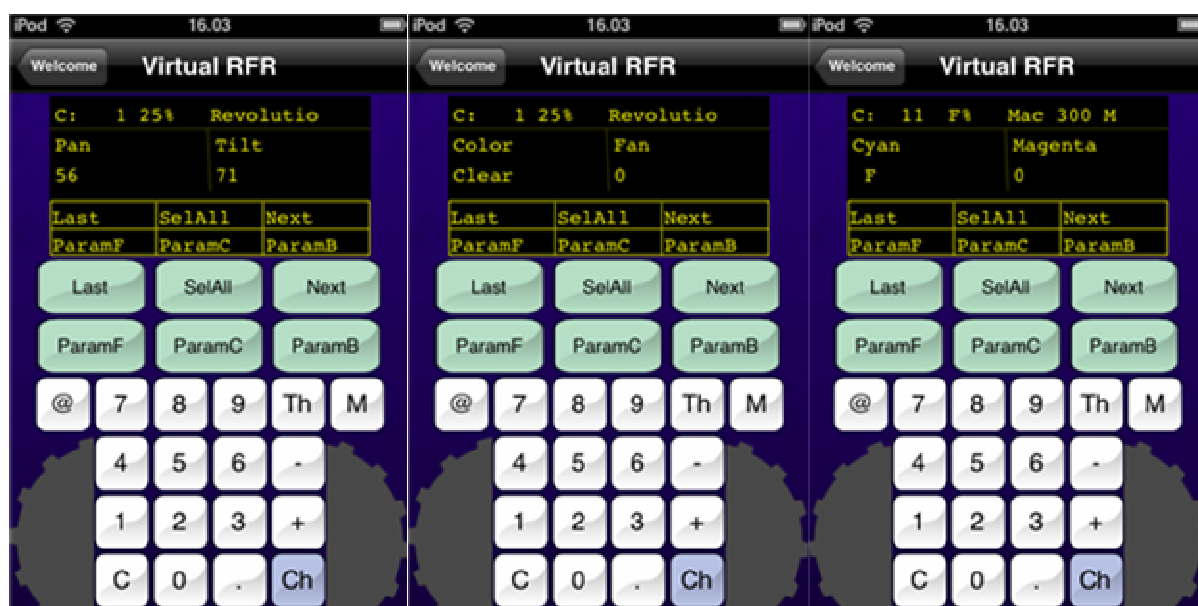 iPod 16.03
Welcome Virtual RFR
C: 1 25% Revolutio
Pan Tilt
56 71
Last SelAll Next
ParamF ParamC ParamB
Last SelAll Next
ParamF ParamC ParamB
@ 7 8 9 Th M
4 5 6 -
1 2 3 +
C 0 . Ch
iPod 16.03
Welcome Virtual RFR
C: 1 25% Revolutio
Color Fan
Clear 0
Last SelAll Next
ParamF ParamC ParamB
Last SelAll Next
ParamF ParamC ParamB
@ 7 8 9 Th M
4 5 6 -
1 2 3 +
C 0 . Ch
iPod 16.03
Welcome Virtual RFR
C: 11 F% Mac 300 M
Cyan Magenta
F 0
Last SelAll Next
ParamF ParamC ParamB
Last SelAll Next
ParamF ParamC ParamB
@ 7 8 9 Th M
4 5 6 -
1 2 3 +
C 0 . Ch